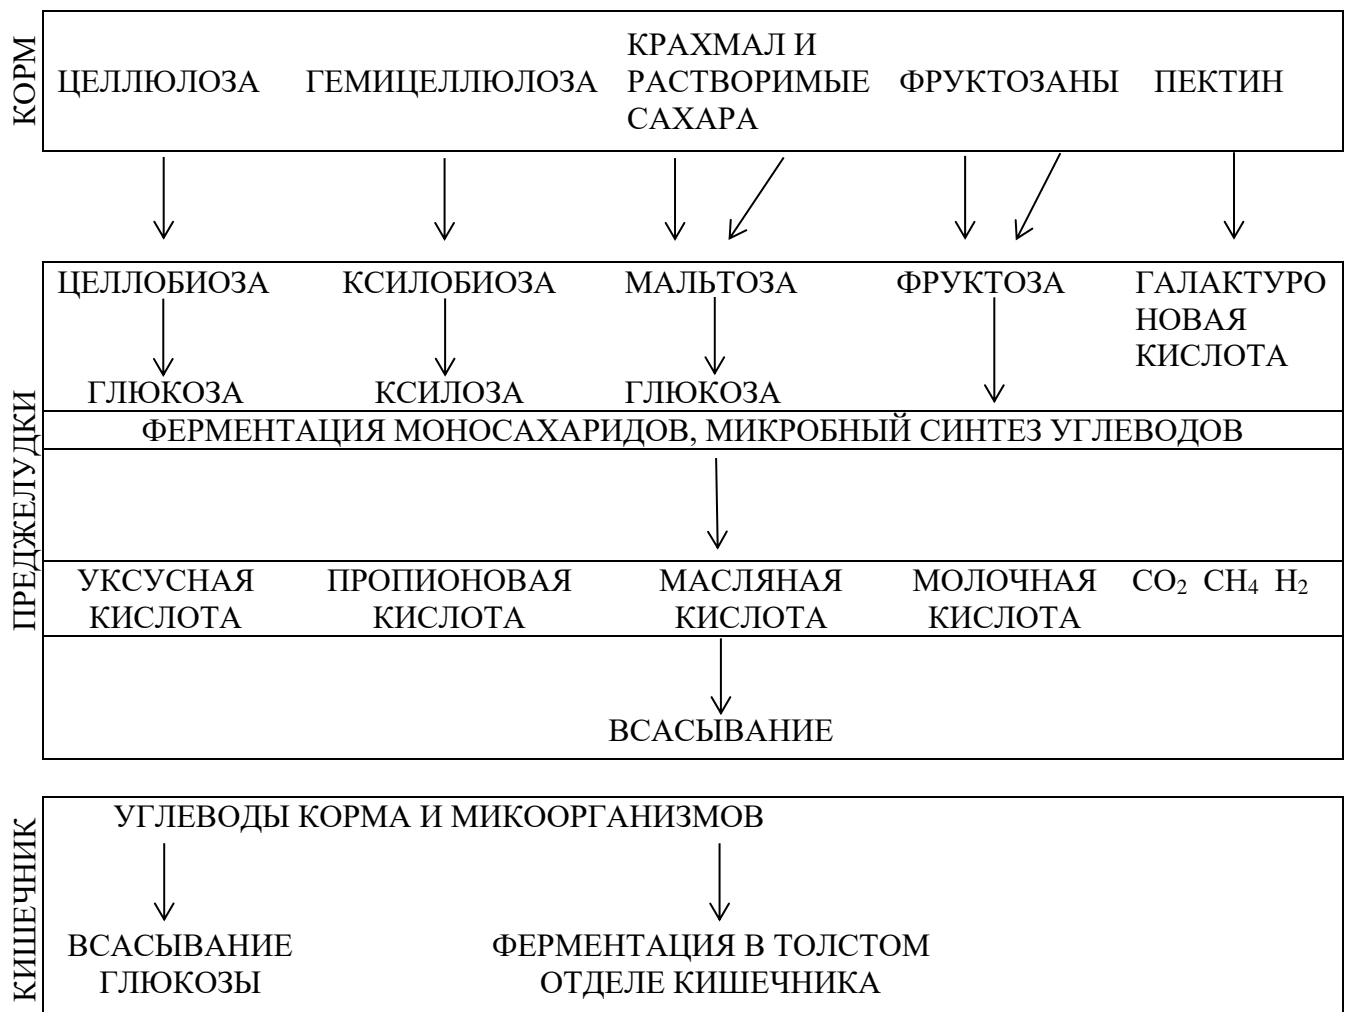 КОРМ
КРАХМАЛ И
ЦЕЛЛЮЛОЗА ГЕМИЦЕЛЛЮЛОЗА РАСТВОРИМЫЕ ФРУКТОЗАНЫ ПЕКТИН
САХАРА
ПРЕДЖЕЛУДКИ
ЦЕЛЛОБИОЗА КСИЛОБИОЗА МАЛЬТОЗА ФРУКТОЗА ГАЛАКТУРО
НОВАЯ
КИСЛОТА
ГЛЮКОЗА КСИЛОЗА ГЛЮКОЗА
ФЕРМЕНТАЦИЯ МОНОСАХАРИДОВ, МИКРОБНЫЙ СИНТЕЗ УГЛЕВОДОВ
УКСУСНАЯ ПРОПИОНОВАЯ МАСЛЯНАЯ МОЛОЧНАЯ CO₂ CH₄ H₂
КИСЛОТА КИСЛОТА КИСЛОТА КИСЛОТА
ВСАСЫВАНИЕ
КИШЕЧНИК
УГЛЕВОДЫ КОРМА И МИКООРГАНИЗМОВ
ВСАСЫВАНИЕ ФЕРМЕНТАЦИЯ В ТОЛСТОМ
ГЛЮКОЗЫ ОТДЕЛЕ КИШЕЧНИКА